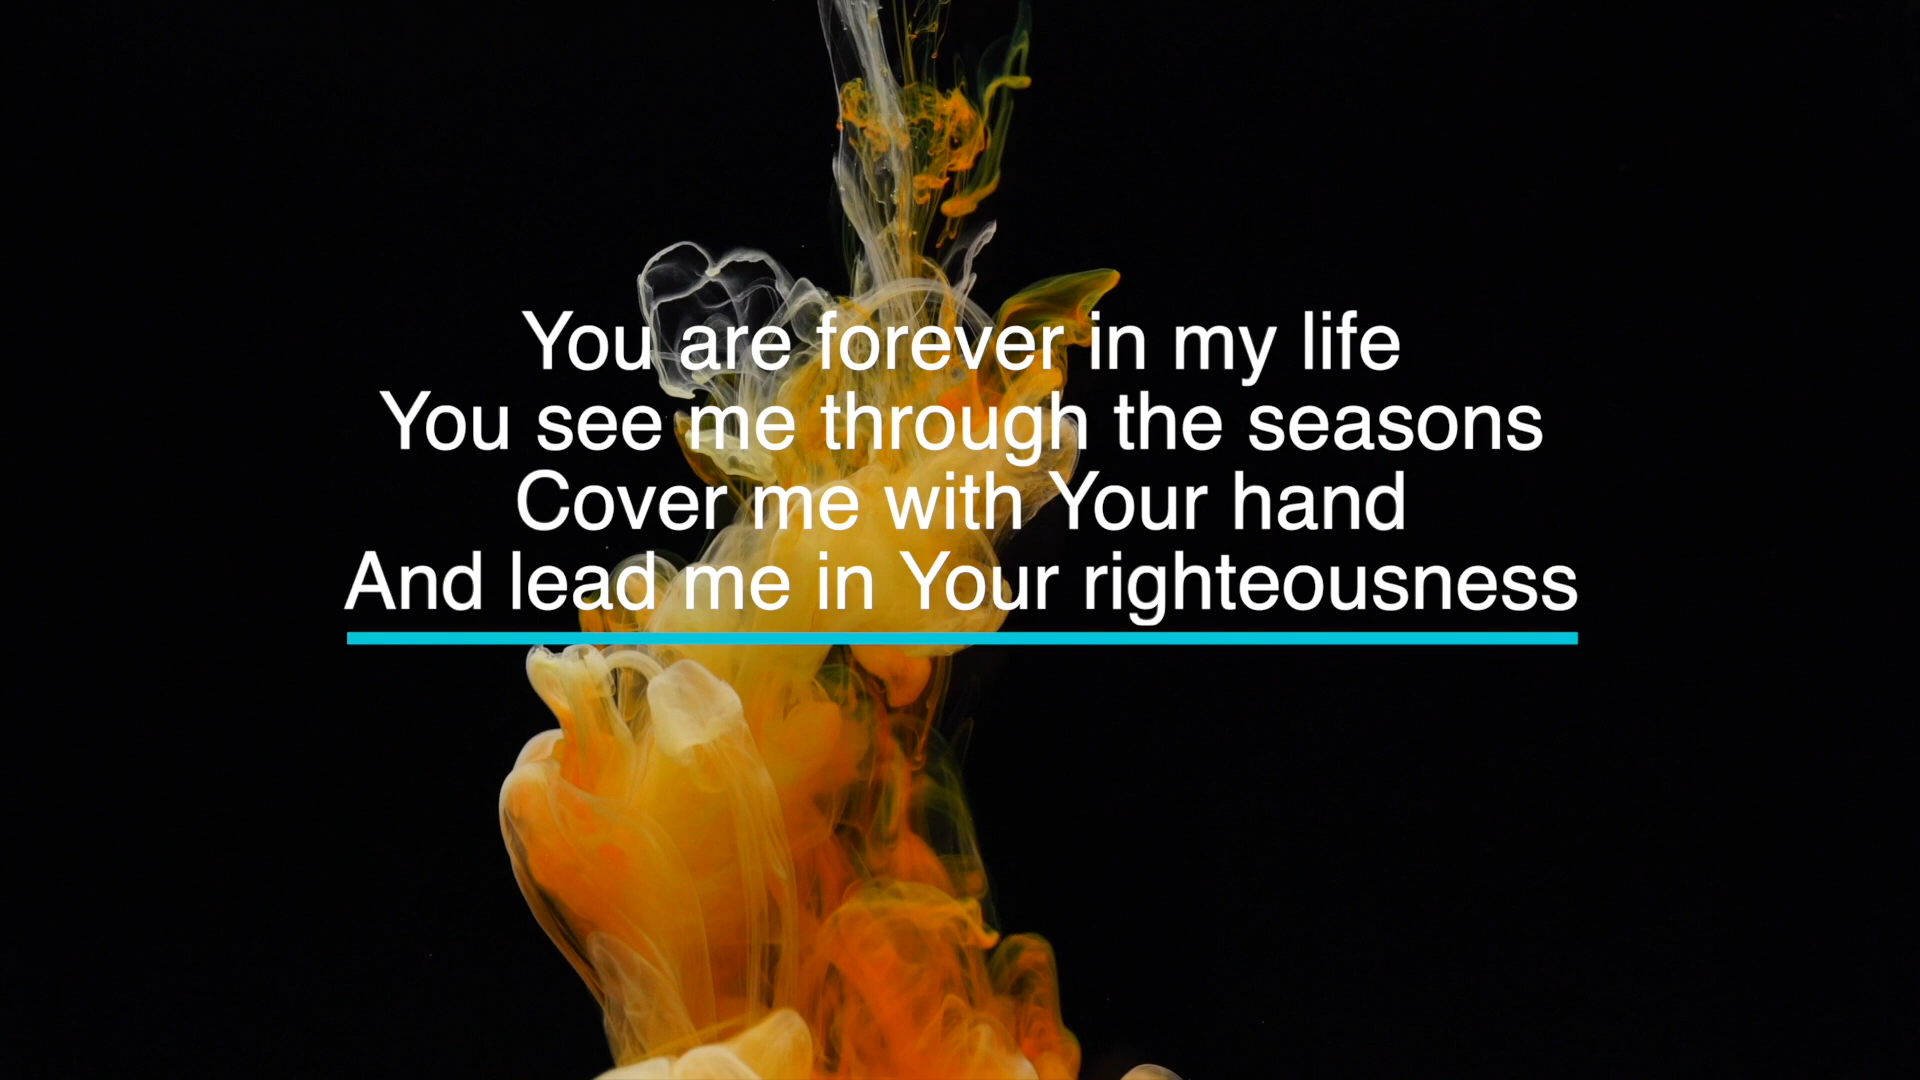 You are forever in my life
You see me through the seasons
Cover me with Your hand
And lead me in Your righteousness